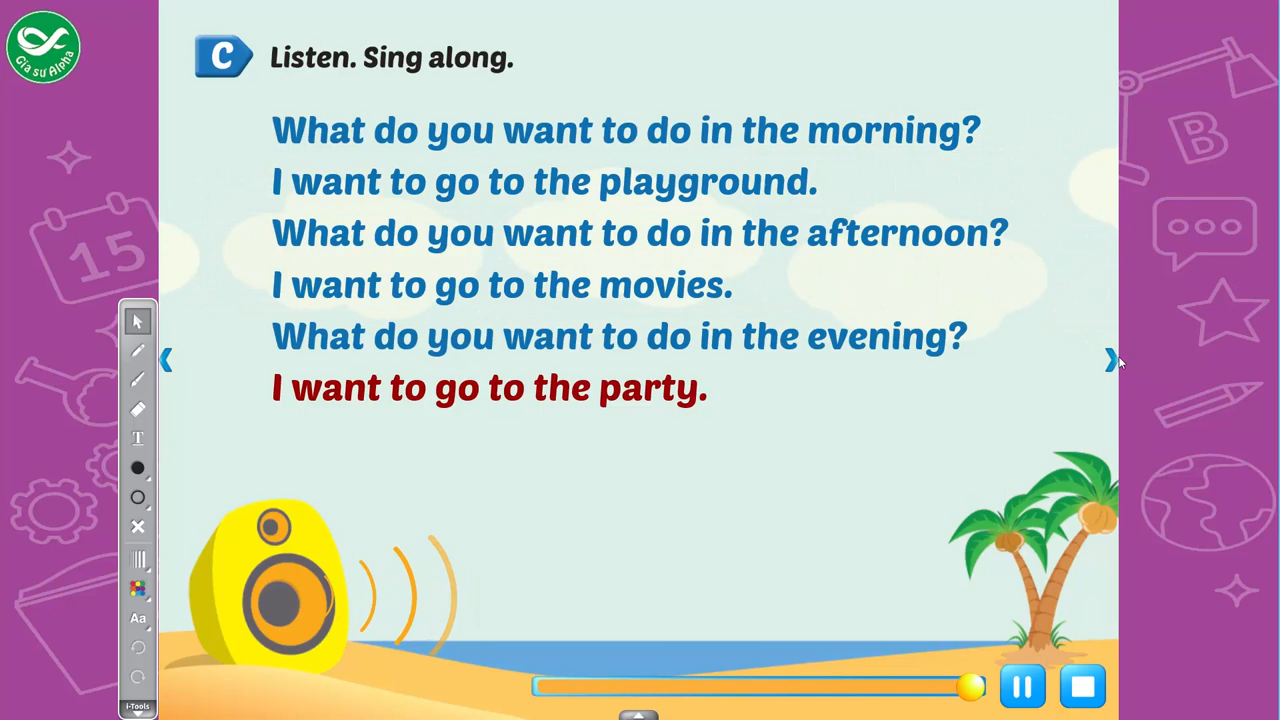 Gia sư Alpha
C Listen. Sing along.
What do you want to do in the morning?
I want to go to the playground.
What do you want to do in the afternoon?
I want to go to the movies.
What do you want to do in the evening?
I want to go to the party.
15
B
T
Aa
i-Tools